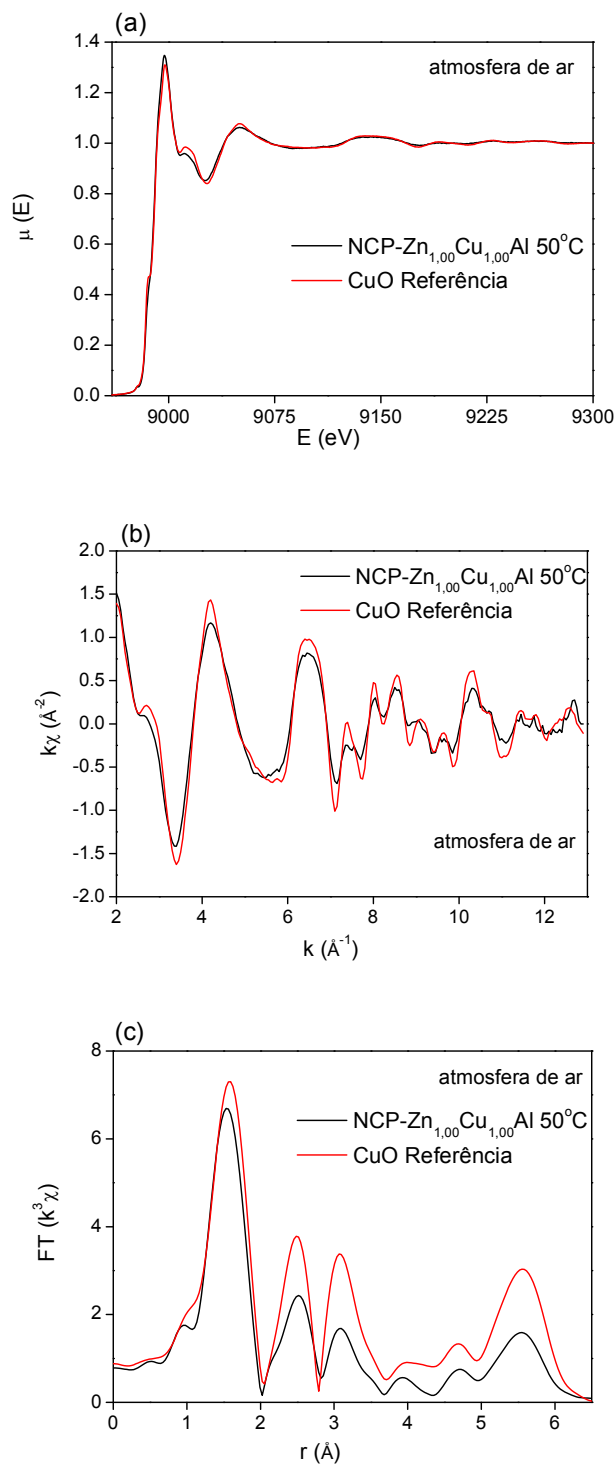 (a)
1.4
atmosfera de ar
1.2
1.0
0.8
μ (E)
NCP-Zn1,00Cu1,00Al 50°C
0.6
CuO Referência
0.4
0.2
0.0
9000 9075 9150 9225 9300
E (eV)
(b)
2.0
NCP-Zn1,00Cu1,00Al 50°C
1.5
CuO Referência
1.0
0.5
kχ (Å-2)
0.0
-0.5
-1.0
atmosfera de ar
-1.5
-2.0
2 4 6 8 10 12
k (Å-1)
(c)
8
atmosfera de ar
NCP-Zn1,00Cu1,00Al 50°C
6
CuO Referência
FT (k3χ)
4
2
0
0 1 2 3 4 5 6
r (Å)